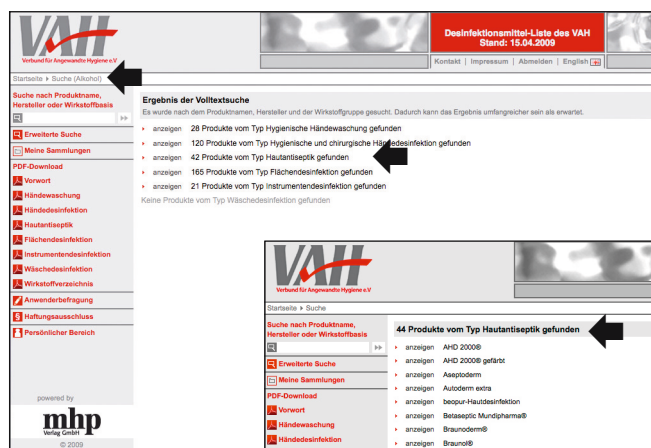 VAH
Verbund für Angewandte Hygiene e.V
Desinfektionsmittel-Liste des VAH
Stand: 15.04.2009
Kontakt | Impressum | Abmelden | English
Startseite Suche (Alkohol)
Suche nach Produktname,
Hersteller oder Wirkstoffbasis
Erweiterte Suche
Meine Sammlungen
PDF-Download
Vorwort
Händewaschung
Händedesinfektion
Hautantiseptik
Flächendesinfektion
Instrumentendesinfektion
Wäschedesinfektion
Wirkstoffverzeichnis
Anwenderbefragung
§ Haftungsausschluss
Persönlicher Bereich
powered by
mhp
Verlag GmbH
© 2009
Ergebnis der Volltextsuche
Es wurde nach dem Produktnamen, Hersteller und der Wirkstoffgruppe gesucht. Dadurch kann das Ergebnis umfangreicher sein als erwartet.
anzeigen 28 Produkte vom Typ Hygienische Händewaschung gefunden
anzeigen 120 Produkte vom Typ Hygienische und chirurgische Händedesinfektion gefunden
anzeigen 42 Produkte vom Typ Hautantiseptik gefunden
anzeigen 165 Produkte vom Typ Flächendesinfektion gefunden
anzeigen 21 Produkte vom Typ Instrumentendesinfektion gefunden
Keine Produkte vom Typ Wäschedesinfektion gefunden
VAH
Verbund für Angewandte Hygiene e.V
Startseite Suche
Suche nach Produktname,
Hersteller oder Wirkstoffbasis
Erweiterte Suche
Meine Sammlungen
PDF-Download
Vorwort
Händewaschung
Händedesinfektion
44 Produkte vom Typ Hautantiseptik gefunden
anzeigen AHD 2000®
anzeigen AHD 2000® gefärbt
anzeigen Aseptoderm
anzeigen Autoderm extra
anzeigen beopur-Hautdesinfektion
anzeigen Betaseptic Mundipharma®
anzeigen Braunoderm®
anzeigen Braunol®